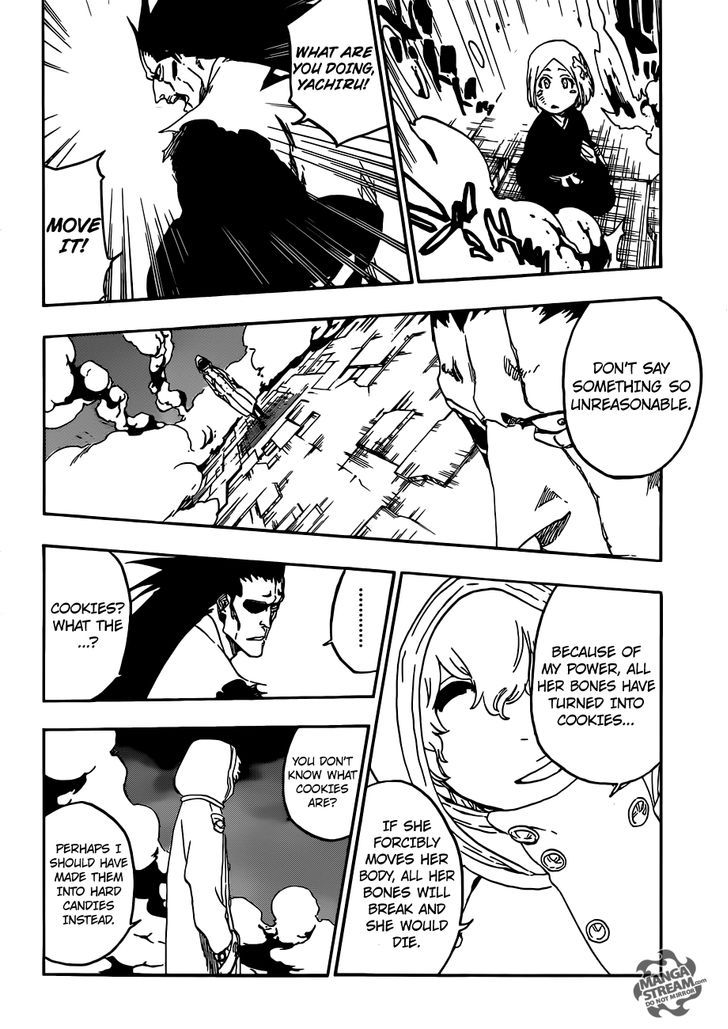 WHAT ARE
YOU DOING,
YACHIRU!
MOVE
IT!
DON'T SAY
SOMETHING SO
UNREASONABLE.
BECAUSE OF
MY POWER, ALL
HER BONES HAVE
TURNED INTO
COOKIES...
.........
COOKIES?
WHAT THE
...?
IF SHE
FORCIBLY
MOVES HER
BODY, ALL HER
BONES WILL
BREAK AND
SHE WOULD
DIE.
YOU DON'T
KNOW WHAT
COOKIES
ARE?
PERHAPS I
SHOULD HAVE
MADE THEM
INTO HARD
CANDIES
INSTEAD.
MANGA
STREAM.com
DO NOT MIRROR